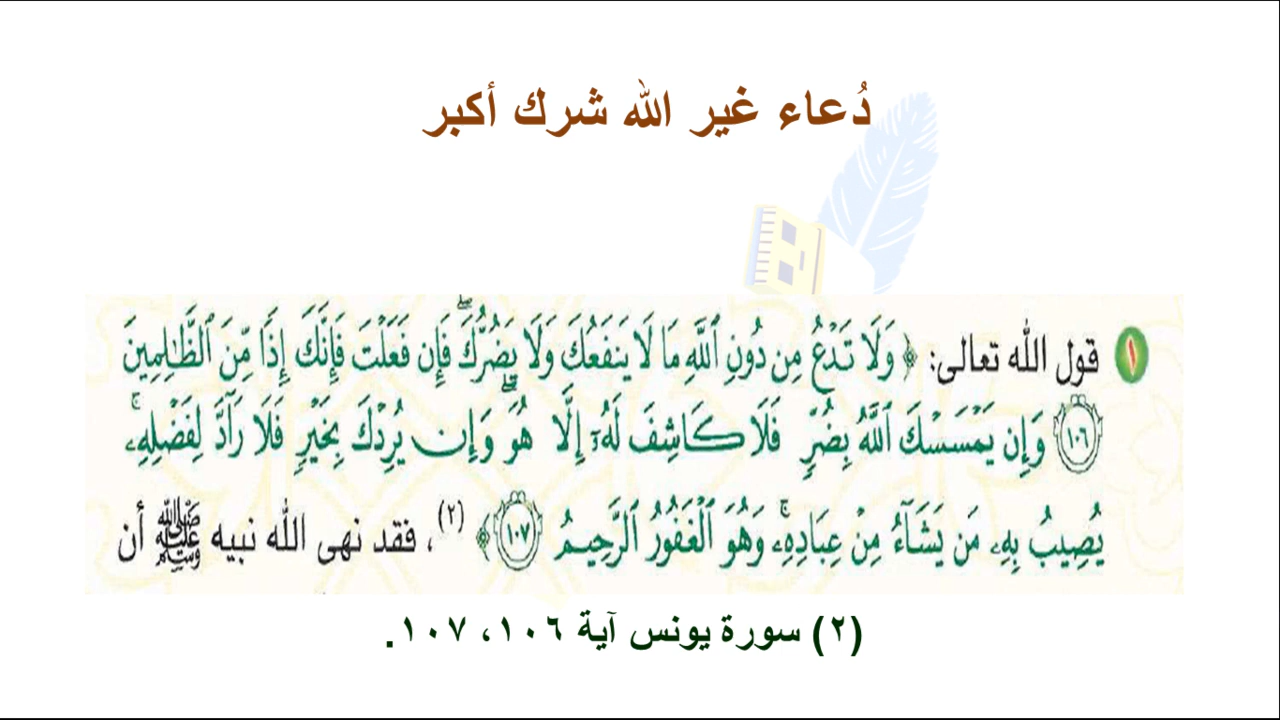 دُعاء غير الله شرك أكبر
١ قول الله تعالى: ﴿ وَلَا تَدْعُ مِن دُونِ ٱللَّهِ مَا لَا يَنفَعُكَ وَلَا يَضُرُّكَ ۖ فَإِن فَعَلْتَ فَإِنَّكَ إِذًا مِّنَ ٱلظَّٰلِمِينَ
١٠٦ وَإِن يَمْسَسْكَ ٱللَّهُ بِضُرٍّ فَلَا كَاشِفَ لَهُۥٓ إِلَّا هُوَ ۖ وَإِن يُرِدْكَ بِخَيْرٍ فَلَا رَآدَّ لِفَضْلِهِۦ ۚ
يُصِيبُ بِهِۦ مَن يَشَآءُ مِنْ عِبَادِهِۦ ۚ وَهُوَ ٱلْغَفُورُ ٱلرَّحِيمُ ١٠٧ ﴾ (٢)، فقد نهى الله نبيه ﷺ أن
(٢) سورة يونس آية ١٠٦، ١٠٧.